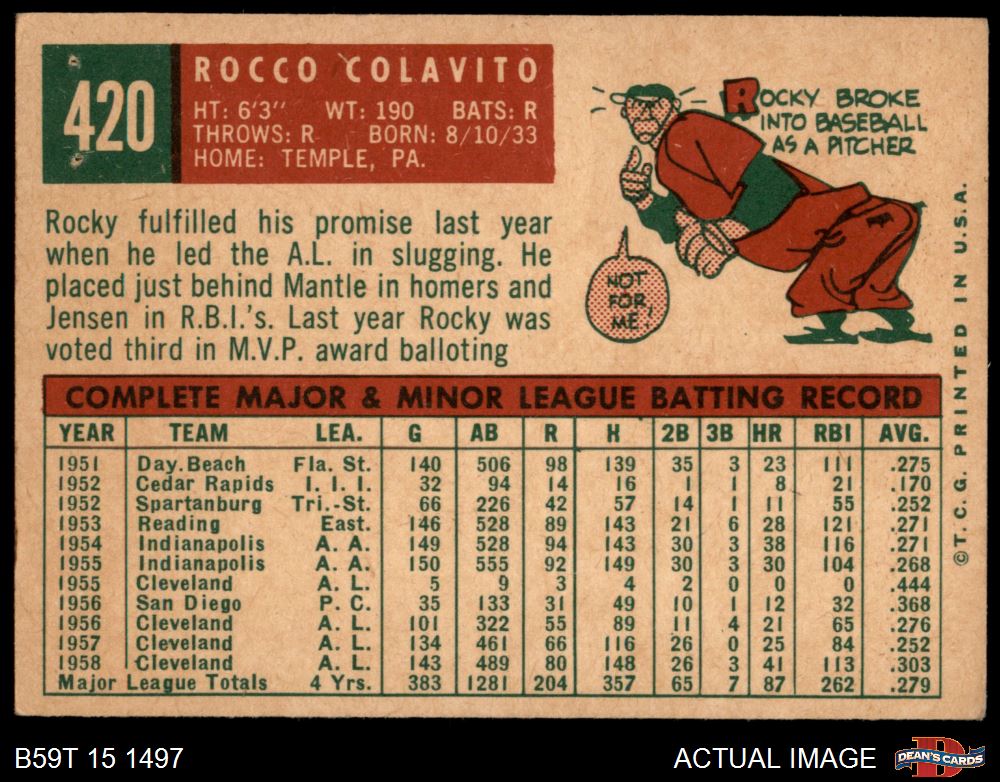 420
ROCCO COLAVITO
HT: 6'3" WT: 190 BATS: R
THROWS: R BORN: 8/10/33
HOME: TEMPLE, PA.
ROCKY BROKE
INTO BASEBALL
AS A PITCHER
NOT
FOR
ME
Rocky fulfilled his promise last year
when he led the A.L. in slugging. He
placed just behind Mantle in homers and
Jensen in R.B.I.'s. Last year Rocky was
voted third in M.V.P. award balloting
COMPLETE MAJOR & MINOR LEAGUE BATTING RECORD
YEAR TEAM LEA. G AB R H 2B 3B HR RBI AVG.
1951 Day. Beach Fla. St. 140 506 98 139 35 3 23 111 .275
1952 Cedar Rapids I. I. I. 32 94 14 16 1 1 8 21 .170
1952 Spartanburg Tri.-St. 66 226 42 57 14 1 11 55 .252
1953 Reading East. 146 528 89 143 21 6 28 121 .271
1954 Indianapolis A. A. 149 528 94 143 30 3 38 116 .271
1955 Indianapolis A. A. 150 555 92 149 30 3 30 104 .268
1955 Cleveland A. L. 5 9 3 4 2 0 0 0 .444
1956 San Diego P. C. 35 133 31 49 10 1 12 32 .368
1956 Cleveland A. L. 101 322 55 89 11 4 21 65 .276
1957 Cleveland A. L. 134 461 66 116 26 0 25 84 .252
1958 Cleveland A. L. 143 489 80 148 26 3 41 113 .303
Major League Totals 4 Yrs. 383 1281 204 357 65 7 87 262 .279
©T. C. G. PRINTED IN U.S.A.
B59T 15 1497
ACTUAL IMAGE
D
DEAN'S CARDS